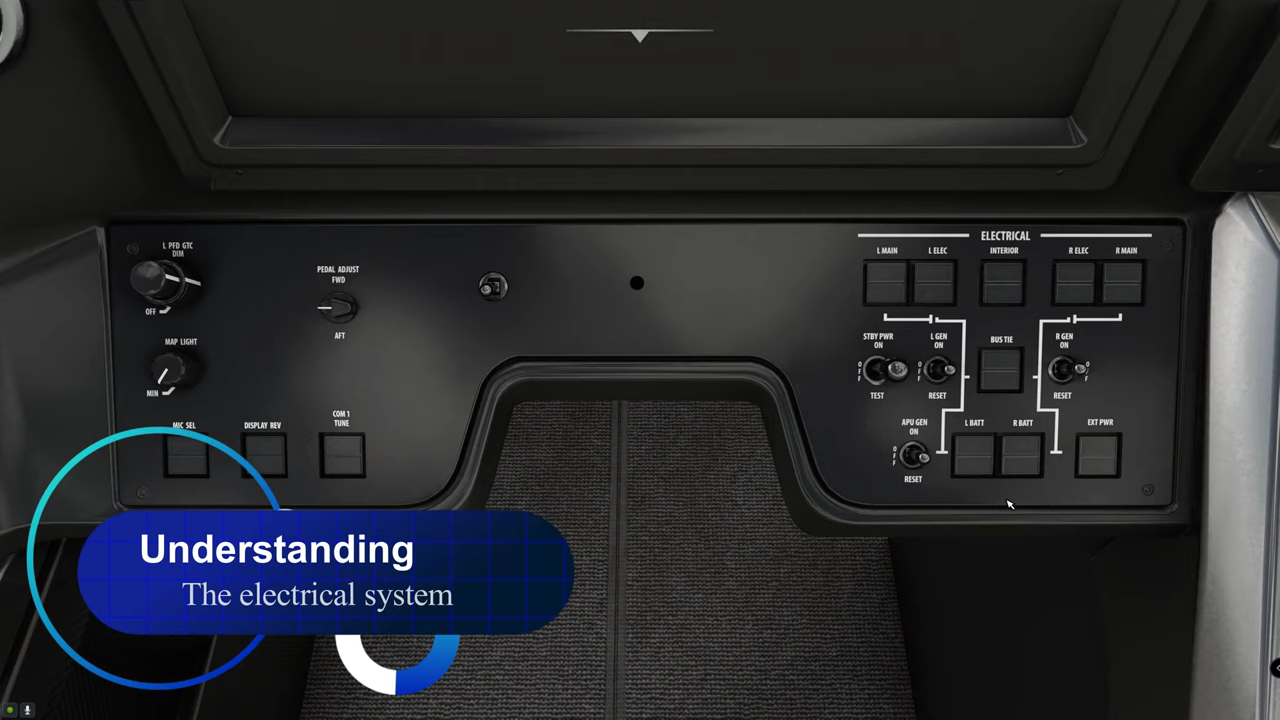 L PFD GTC
DIM
OFF
PEDAL ADJUST
FWD
AFT
MAP LIGHT
MIN
MIC SEL
DISPLAY REV
COM 1
TUNE
ELECTRICAL
L MAIN
L ELEC
INTERIOR
R ELEC
R MAIN
STBY PWR
ON
OFF
TEST
L GEN
ON
OFF
RESET
BUS TIE
R GEN
ON
OFF
RESET
APU GEN
ON
OFF
RESET
L BATT
R BATT
EXT PWR
Understanding
The electrical system